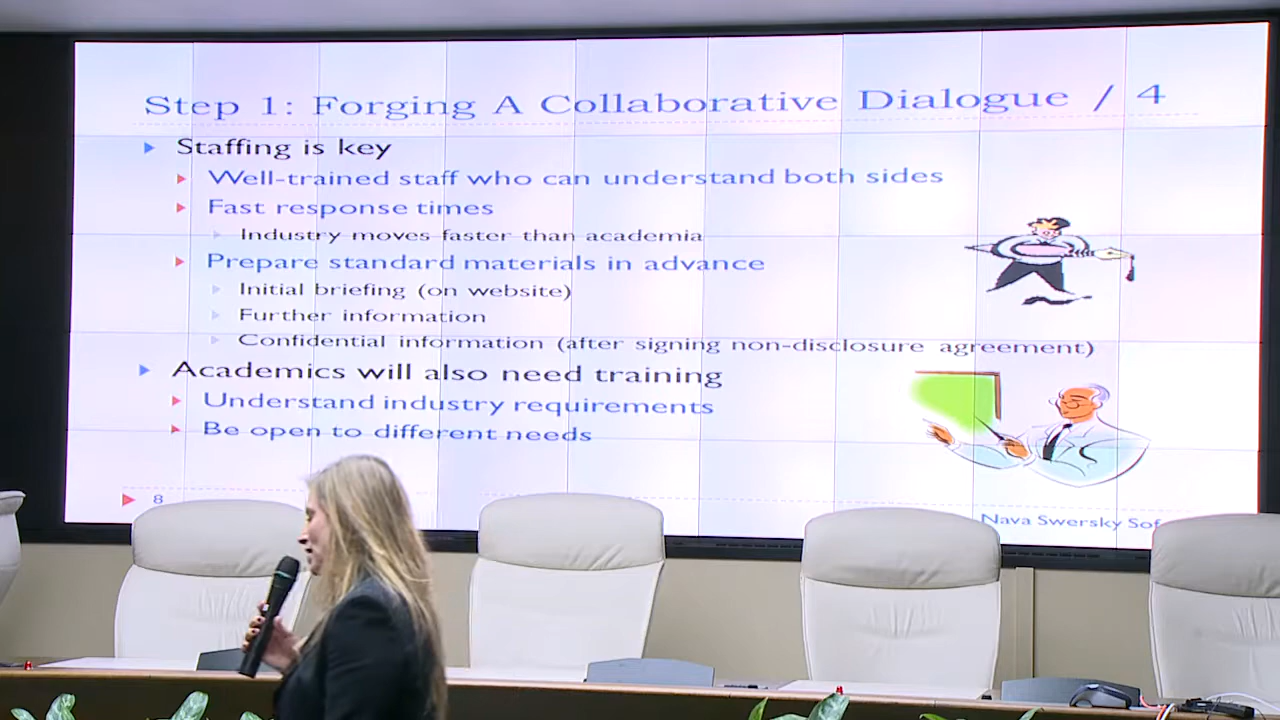 Step 1: Forging A Collaborative Dialogue / 4
Staffing is key
Well-trained staff who can understand both sides
Fast response times
Industry moves faster than academia
Prepare standard materials in advance
Initial briefing (on website)
Further information
Confidential information (after signing non-disclosure agreement)
Academics will also need training
Understand industry requirements
Be open to different needs
8
Nava Swersky Sof